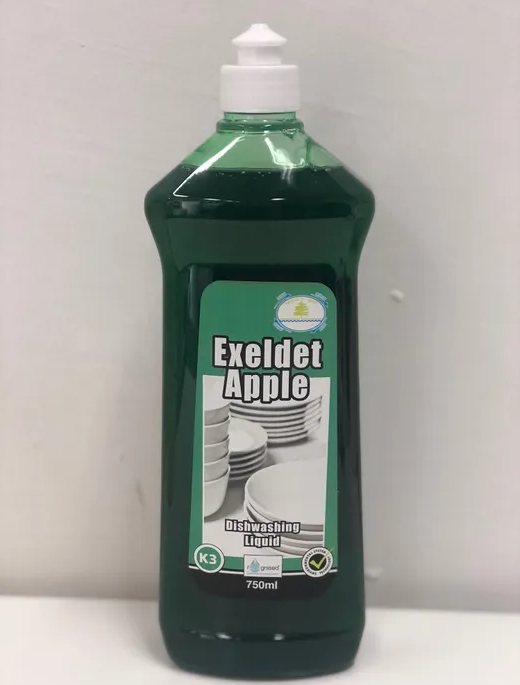 Exeldet
Apple
Dishwashing
Liquid
K3
750ml